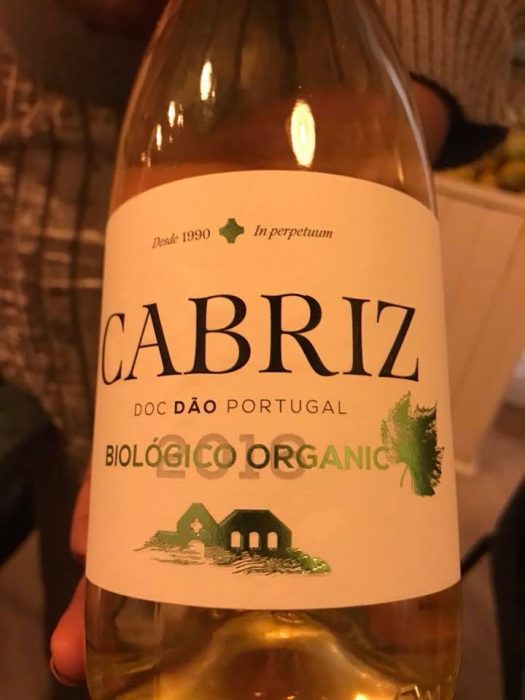 Desde 1990 In perpetuum
CABRIZ
DOC DÃO PORTUGAL
2018
BIOLÓGICO ORGANIC